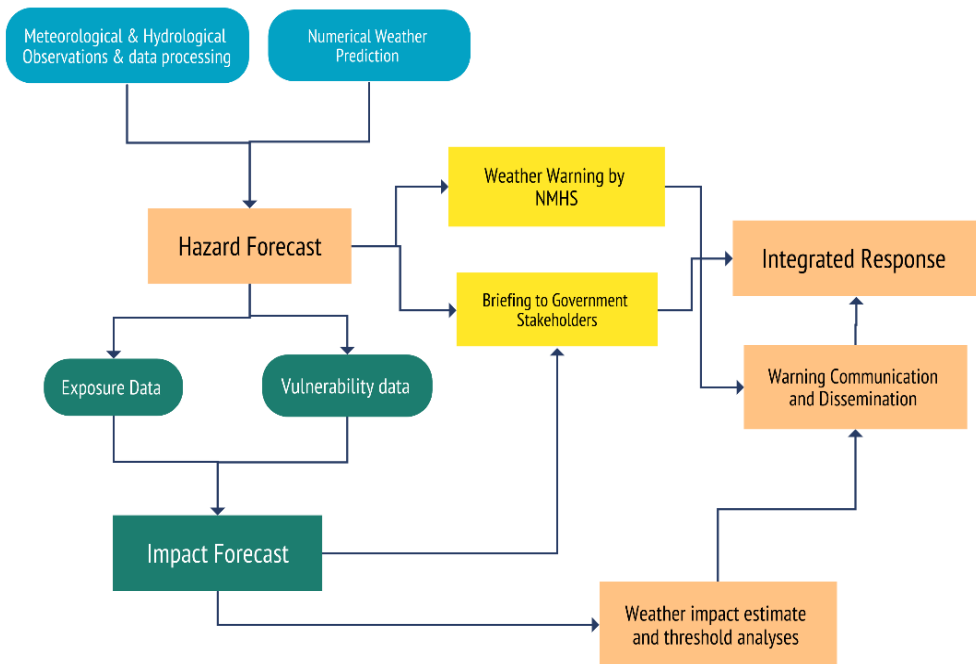 Meteorological & Hydrological
Observations & data processing
Numerical Weather
Prediction
Weather Warning by
NMHS
Hazard Forecast
Integrated Response
Briefing to Government
Stakeholders
Exposure Data
Vulnerability data
Warning Communication
and Dissemination
Impact Forecast
Weather impact estimate
and threshold analyses